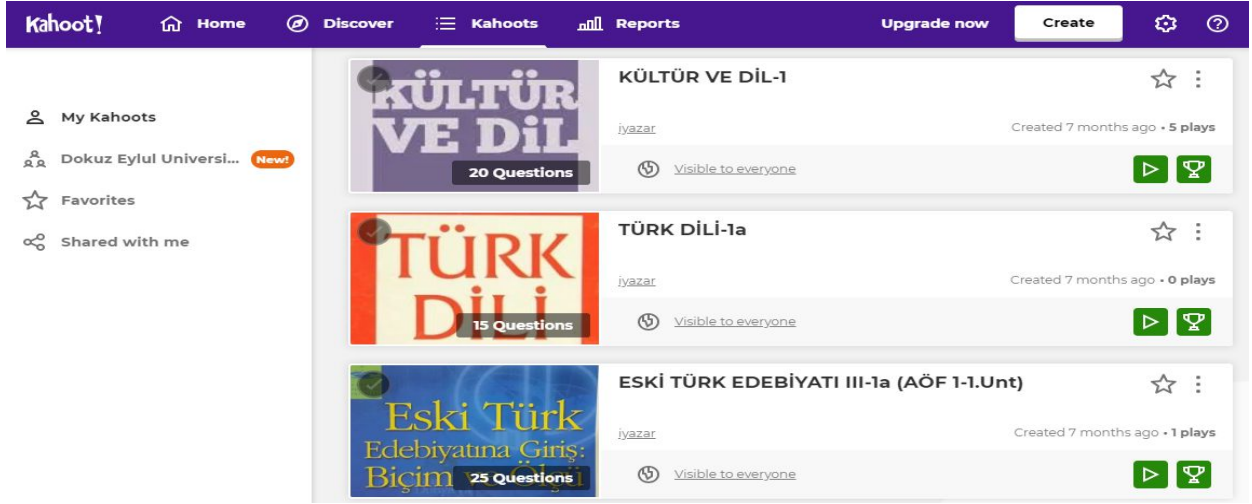 Kahoot! Home Discover Kahoots Reports Upgrade now Create
My Kahoots
Dokuz Eylul Universi... New!
Favorites
Shared with me
KÜLTÜR
VE DİL
20 Questions
KÜLTÜR VE DİL-1
iyazar
Created 7 months ago • 5 plays
Visible to everyone
TÜRK
DİLİ
15 Questions
TÜRK DİLİ-1a
iyazar
Created 7 months ago • 0 plays
Visible to everyone
Eski Türk
Edebiyatına Giriş:
Biçim ve Ölçü
25 Questions
ESKİ TÜRK EDEBİYATI III-1a (AÖF 1-1.Unt)
iyazar
Created 7 months ago • 1 plays
Visible to everyone